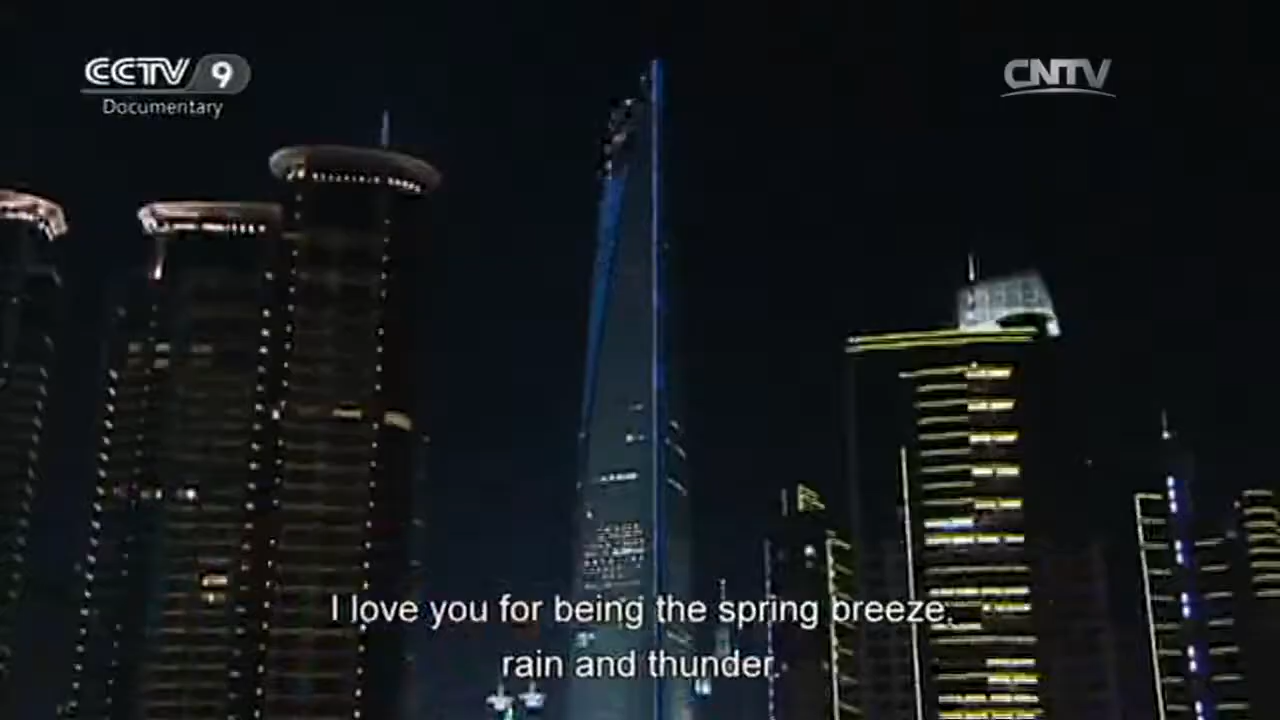 CCTV 9
Documentary
CNTV
I love you for being the spring breeze,
rain and thunder.